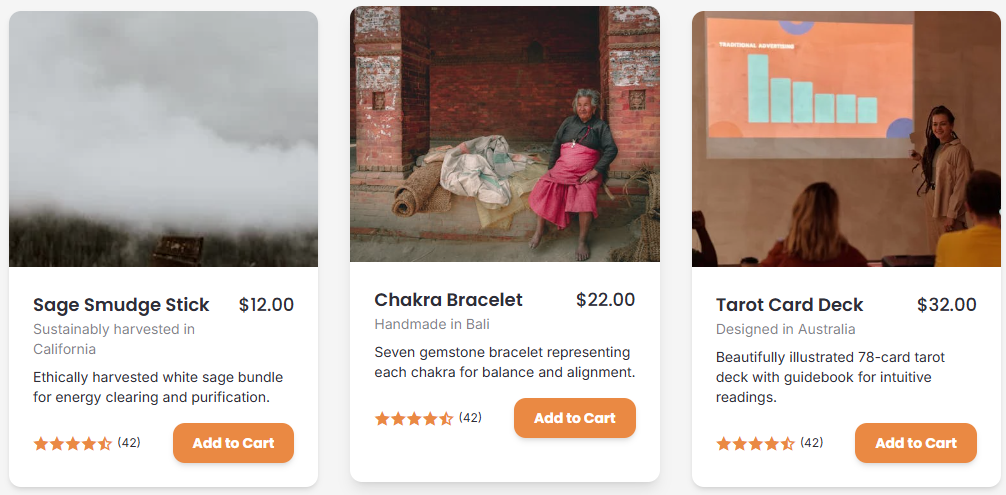 Sage Smudge Stick $12.00
Sustainably harvested in
California
Ethically harvested white sage bundle
for energy clearing and purification.
(42) Add to Cart
Chakra Bracelet $22.00
Handmade in Bali
Seven gemstone bracelet representing
each chakra for balance and alignment.
(42) Add to Cart
TRADITIONAL ADVERTISING
Tarot Card Deck $32.00
Designed in Australia
Beautifully illustrated 78-card tarot
deck with guidebook for intuitive
readings.
(42) Add to Cart